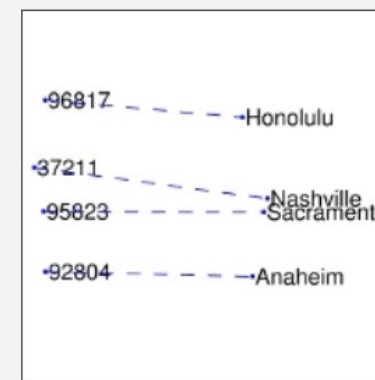 96817
Honolulu
37211
Nashville
95823
Sacrament
92804
Anaheim